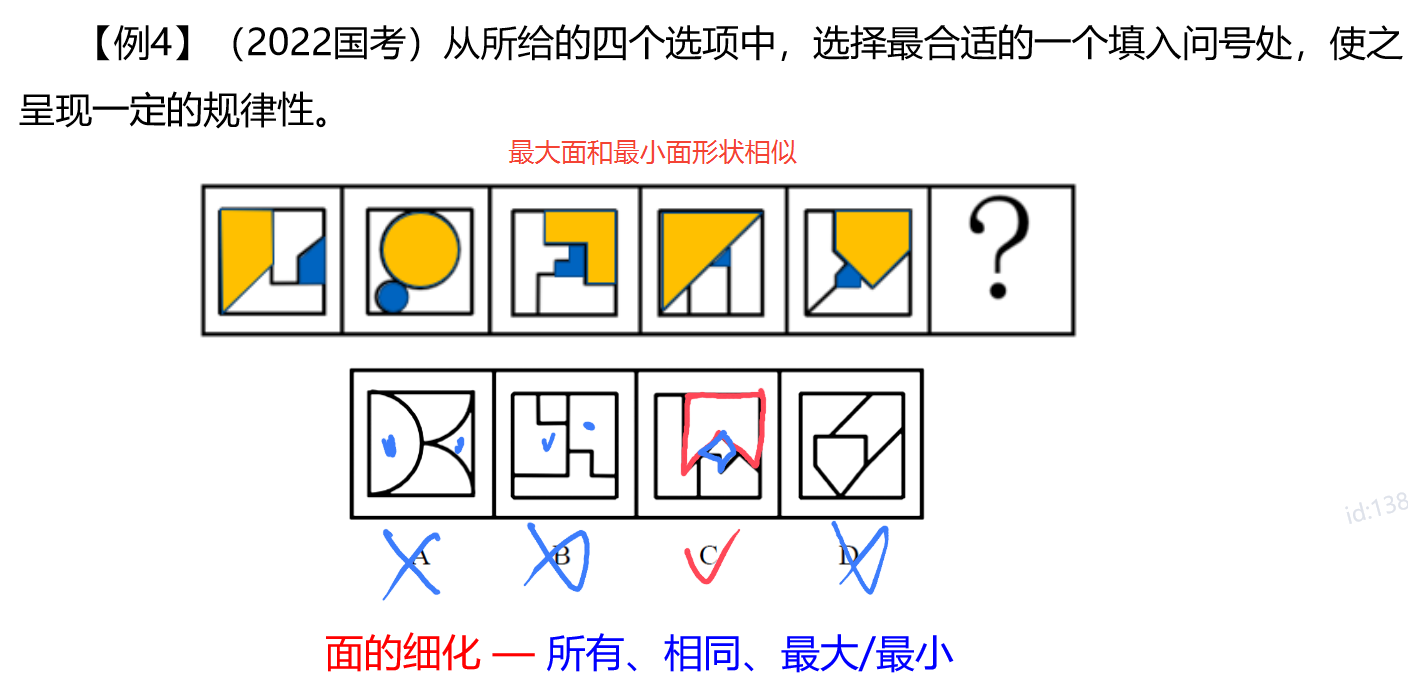 【例4】（2022国考）从所给的四个选项中，选择最合适的一个填入问号处，使之
呈现一定的规律性。
最大面和最小面形状相似
?
A B C D
id:138
面的细化 — 所有、相同、最大/最小